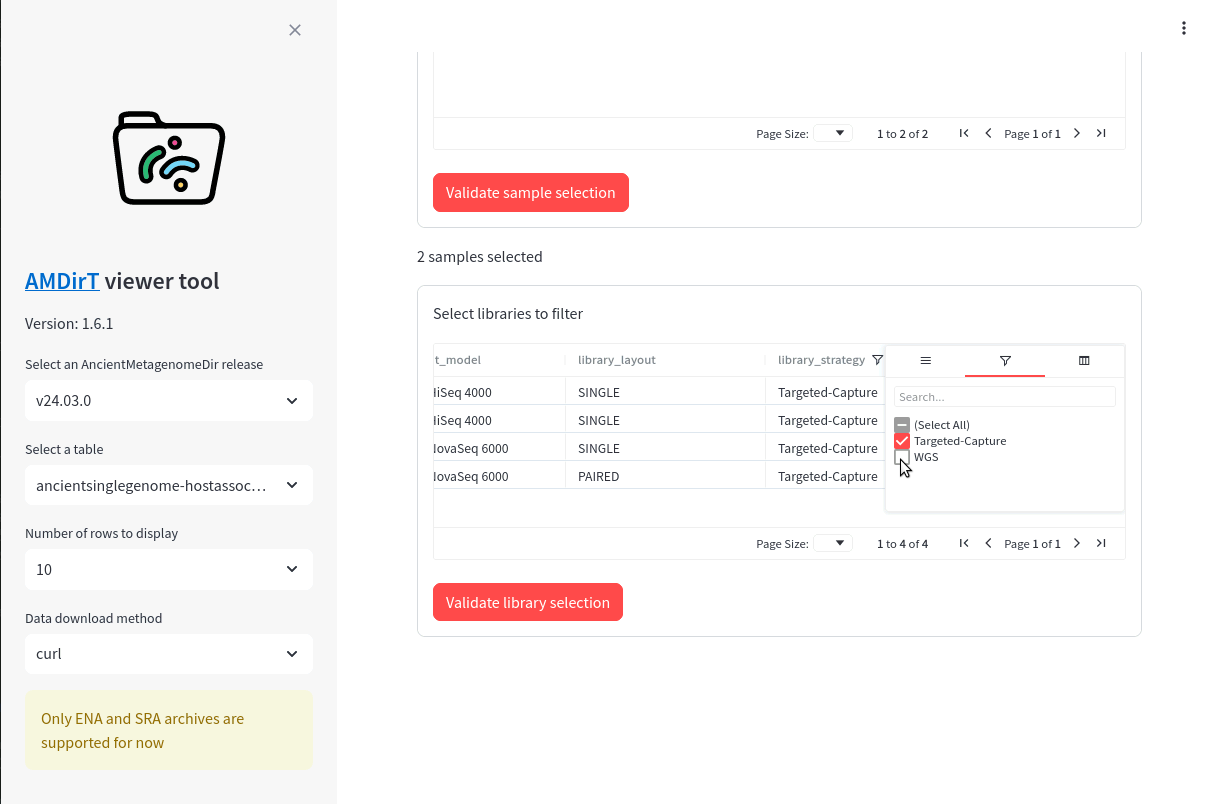 AMDirT viewer tool
Version: 1.6.1
Select an AncientMetagenomeDir release
v24.03.0
Select a table
ancientsinglegenome-hostassoc…
Number of rows to display
10
Data download method
curl
Only ENA and SRA archives are
supported for now
Page Size: 1 to 2 of 2 Page 1 of 1
Validate sample selection
2 samples selected
Select libraries to filter
t_model library_layout library_strategy
HiSeq 4000 SINGLE Targeted-Capture
HiSeq 4000 SINGLE Targeted-Capture
NovaSeq 6000 SINGLE Targeted-Capture
NovaSeq 6000 PAIRED Targeted-Capture
Search...
(Select All)
Targeted-Capture
WGS
Page Size: 1 to 4 of 4 Page 1 of 1
Validate library selection